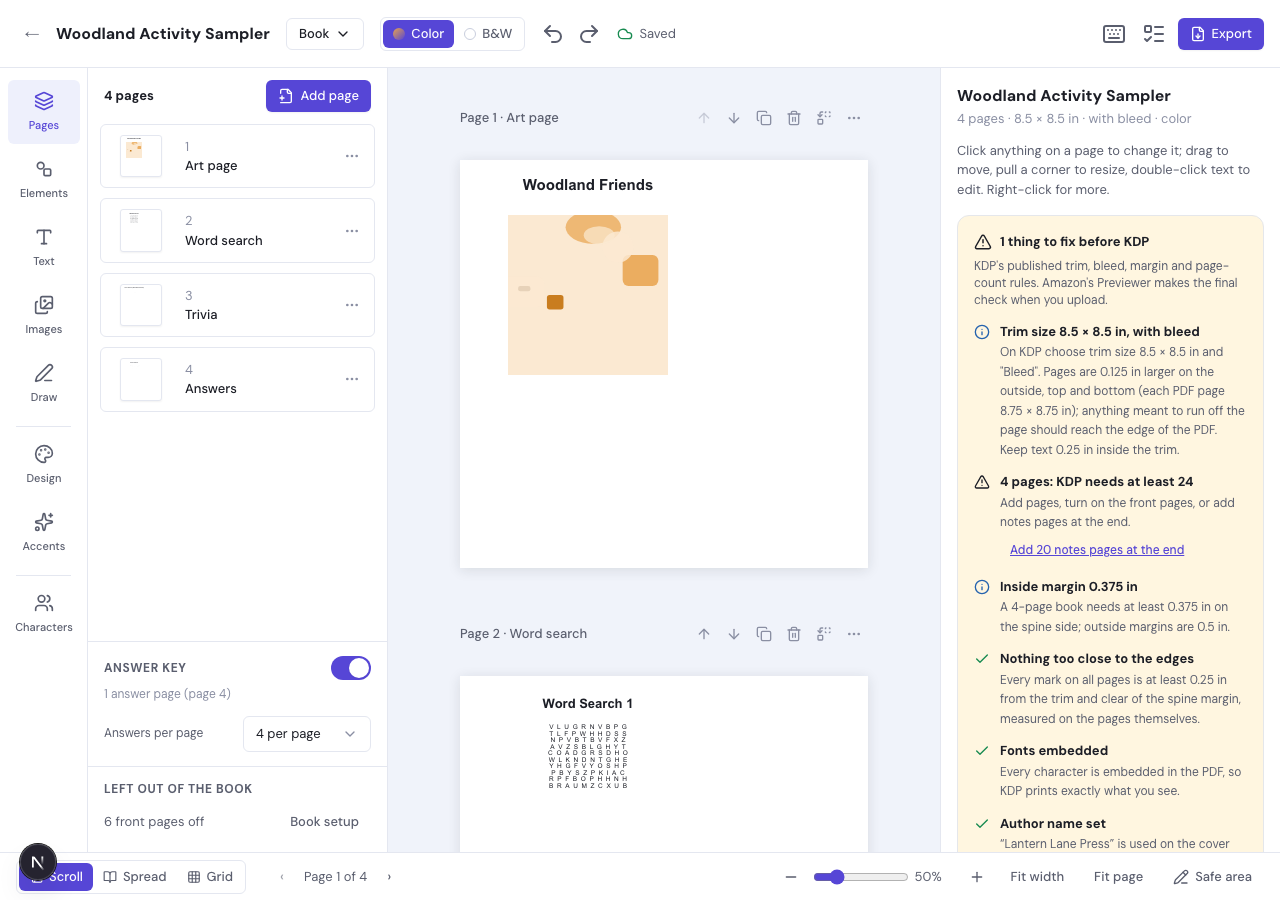 ← Woodland Activity Sampler Book Color B&W Saved Export
Pages
Elements
Text
Images
Draw
Design
Accents
Characters
4 pages Add page
1
Art page
2
Word search
3
Trivia
4
Answers
ANSWER KEY
1 answer page (page 4)
Answers per page 4 per page
LEFT OUT OF THE BOOK
6 front pages off Book setup
Page 1 · Art page
Woodland Friends
Page 2 · Word search
Word Search 1
V L U G R N V B P G
T L F P W H H D S S
N P V B T B V F X Z
A V Z S B L G H Y T
C O A D G R S D H O
W L K E H D N T G E
Y H G F V Y O S H P
P B Y S Z P K I A C
R P F B O P H H N H
B R A U M Z C X U B
Woodland Activity Sampler
4 pages · 8.5 × 8.5 in · with bleed · color
Click anything on a page to change it; drag to
move, pull a corner to resize, double-click text to
edit. Right-click for more.
1 thing to fix before KDP
KDP's published trim, bleed, margin and page-
count rules. Amazon's Previewer makes the final
check when you upload.
Trim size 8.5 × 8.5 in, with bleed
On KDP choose trim size 8.5 × 8.5 in and
"Bleed". Pages are 0.125 in larger on the
outside, top and bottom (each PDF page
8.75 × 8.75 in); anything meant to run off the
page should reach the edge of the PDF.
Keep text 0.25 in inside the trim.
4 pages: KDP needs at least 24
Add pages, turn on the front pages, or add
notes pages at the end.
Add 20 notes pages at the end
Inside margin 0.375 in
A 4-page book needs at least 0.375 in on
the spine side; outside margins are 0.5 in.
Nothing too close to the edges
Every mark on all pages is at least 0.25 in
from the trim and clear of the spine margin,
measured on the pages themselves.
Fonts embedded
Every character is embedded in the PDF, so
KDP prints exactly what you see.
Author name set
“Lantern Lane Press” is used on the cover
N Scroll Spread Grid ‹ Page 1 of 4 › 50% Fit width Fit page Safe area